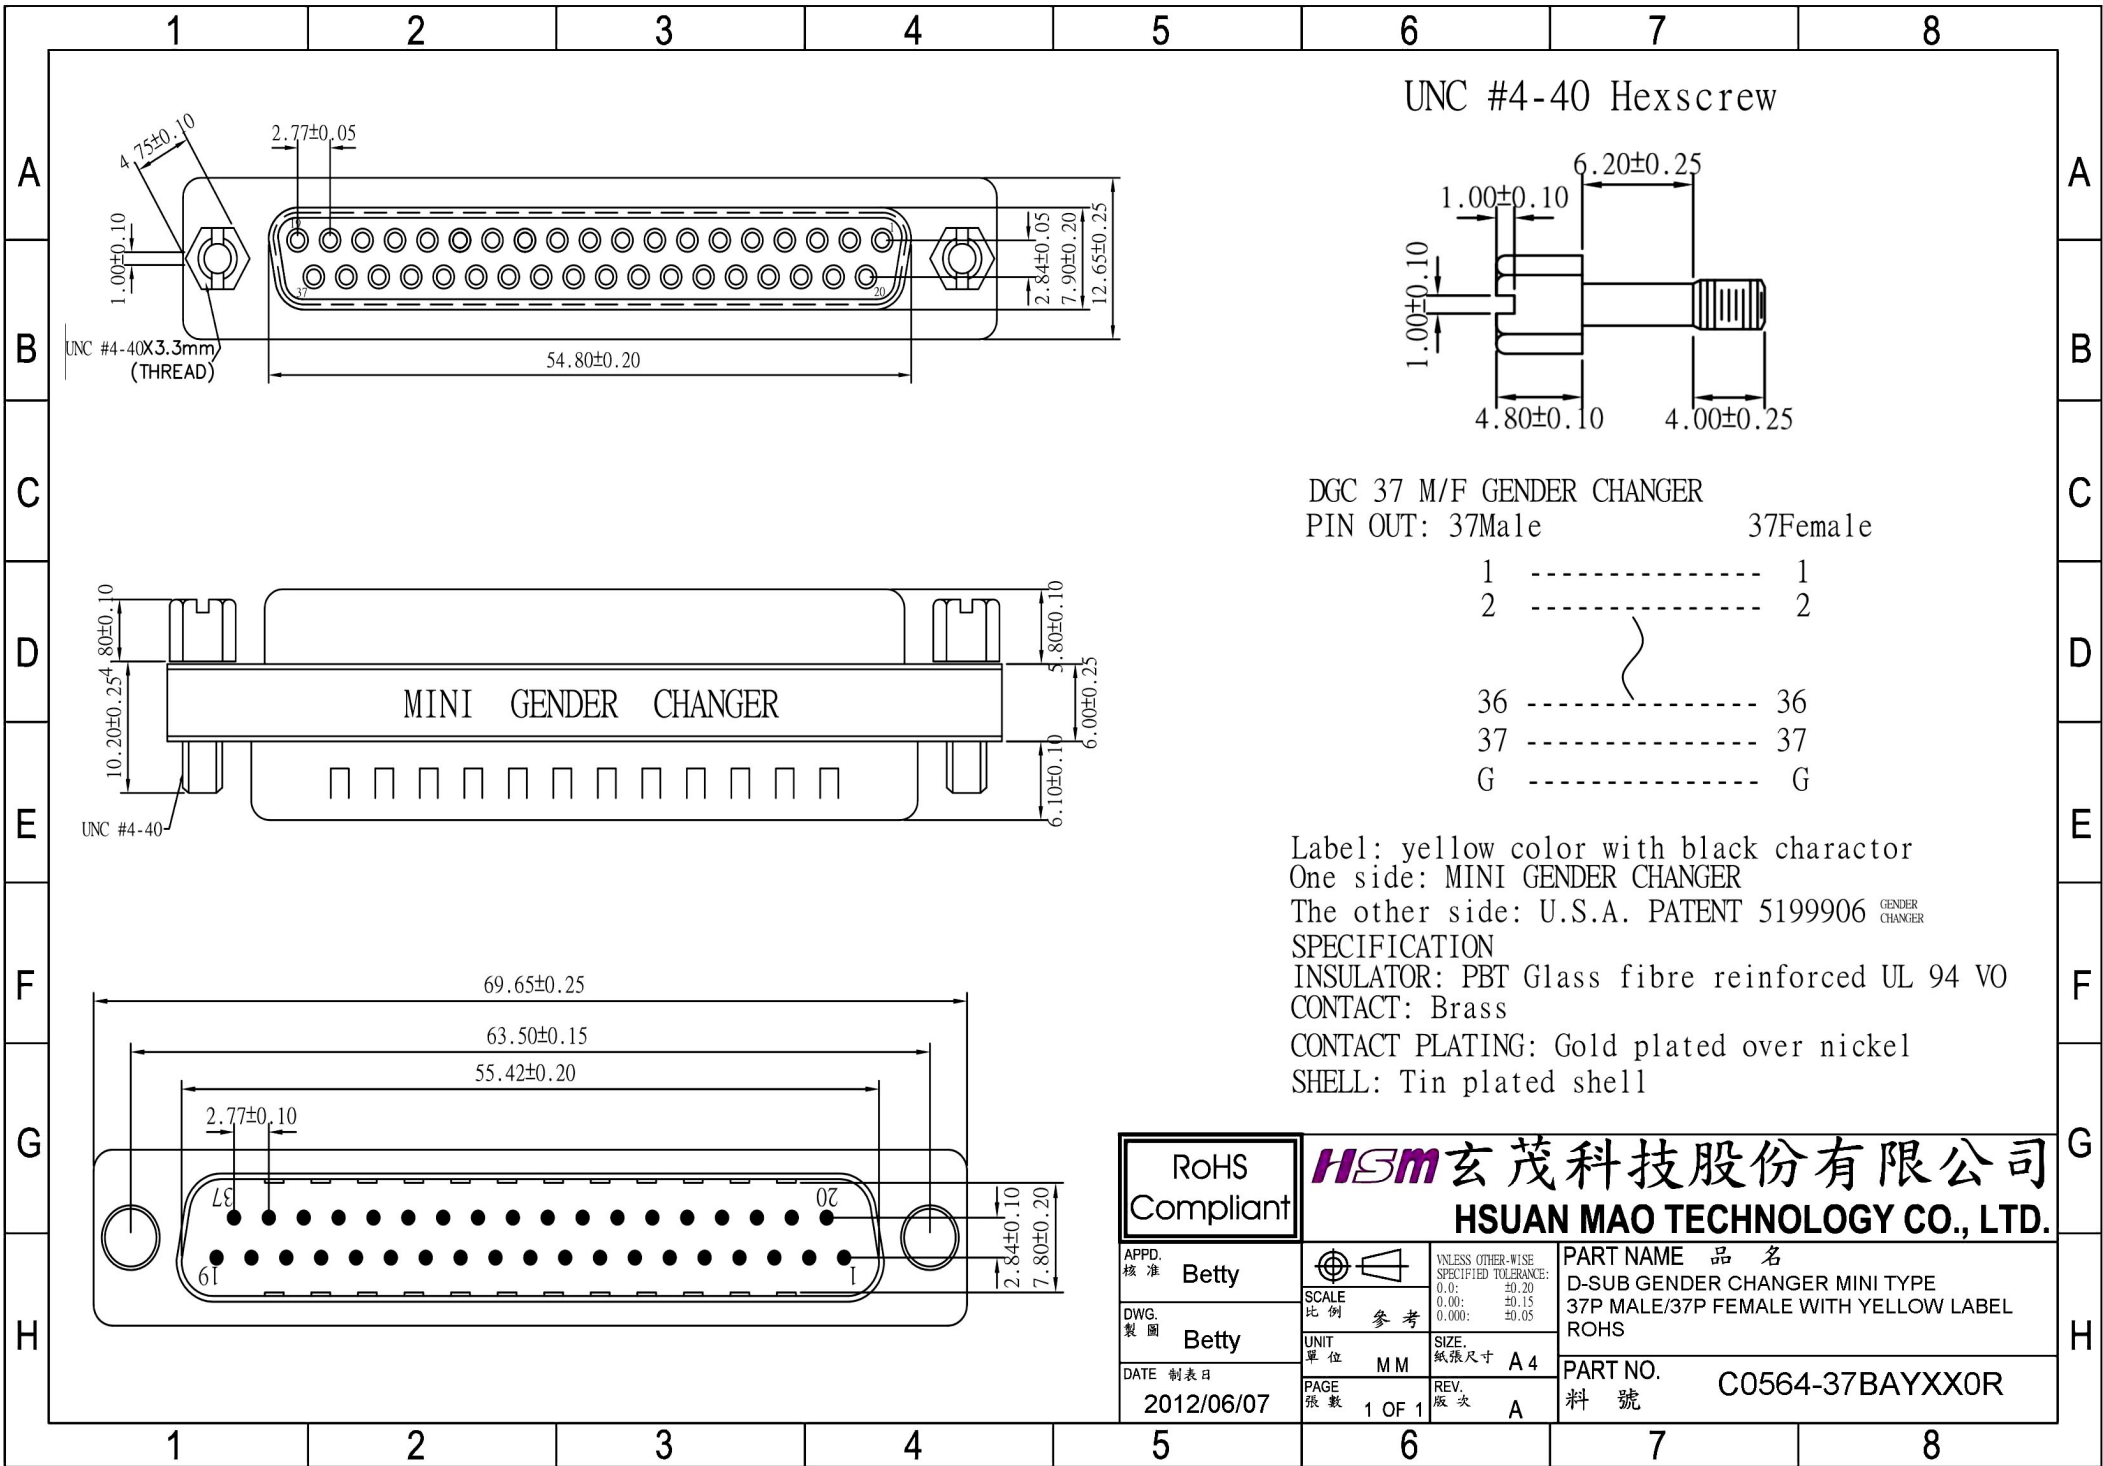 1 2 3 4 5 6 7 8
A
B
C
D
E
F
G
H
A
B
C
D
E
F
G
H
4.75±0.10
2.77±0.05
1.00±0.10
19
1
37
20
2.84±0.05
7.90±0.20
12.65±0.25
UNC #4-40X3.3mm
(THREAD)
54.80±0.20
UNC #4-40 Hexscrew
6.20±0.25
1.00±0.10
1.00±0.10
4.80±0.10
4.00±0.25
DGC 37 M/F GENDER CHANGER
PIN OUT: 37Male 37Female
1 -------------- 1
2 -------------- 2
36 -------------- 36
37 -------------- 37
G -------------- G
4.80±0.10
10.20±0.25
5.80±0.10
6.00±0.25
6.10±0.10
MINI GENDER CHANGER
UNC #4-40
Label: yellow color with black charactor
One side: MINI GENDER CHANGER
The other side: U.S.A. PATENT 5199906 GENDER
CHANGER
SPECIFICATION
INSULATOR: PBT Glass fibre reinforced UL 94 VO
CONTACT: Brass
CONTACT PLATING: Gold plated over nickel
SHELL: Tin plated shell
69.65±0.25
63.50±0.15
55.42±0.20
2.77±0.10
37
20
19
1
2.84±0.10
7.80±0.20
RoHS
Compliant
HSM 玄茂科技股份有限公司
HSUAN MAO TECHNOLOGY CO., LTD.
APPD.
核 准 Betty
DWG.
製 圖 Betty
DATE 制表日
2012/06/07
SCALE
比 例 參 考
UNIT
單 位 MM
PAGE
張 數 1 OF 1
VNLESS OTHER-WISE
SPECIFIED TOLERANCE:
0.0: ±0.20
0.00: ±0.15
0.000: ±0.05
SIZE.
紙張尺寸 A4
REV.
版 次 A
PART NAME 品 名
D-SUB GENDER CHANGER MINI TYPE
37P MALE/37P FEMALE WITH YELLOW LABEL
ROHS
PART NO.
料 號 C0564-37BAYXX0R
1 2 3 4 5 6 7 8